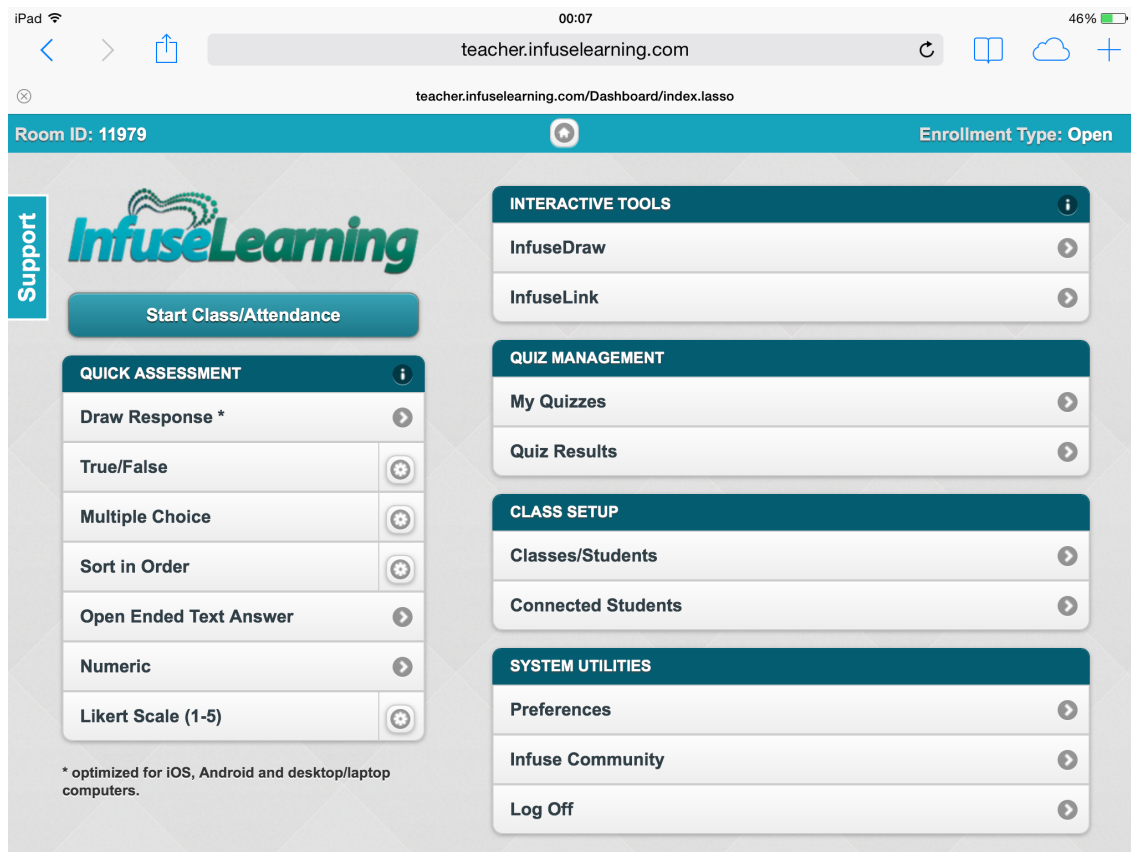 iPad 00:07 46%
teacher.infuselearning.com
teacher.infuselearning.com/Dashboard/index.lasso
Room ID: 11979 Enrollment Type: Open
Support
InfuseLearning
Start Class/Attendance
QUICK ASSESSMENT
Draw Response *
True/False
Multiple Choice
Sort in Order
Open Ended Text Answer
Numeric
Likert Scale (1-5)
* optimized for iOS, Android and desktop/laptop
computers.
INTERACTIVE TOOLS
InfuseDraw
InfuseLink
QUIZ MANAGEMENT
My Quizzes
Quiz Results
CLASS SETUP
Classes/Students
Connected Students
SYSTEM UTILITIES
Preferences
Infuse Community
Log Off